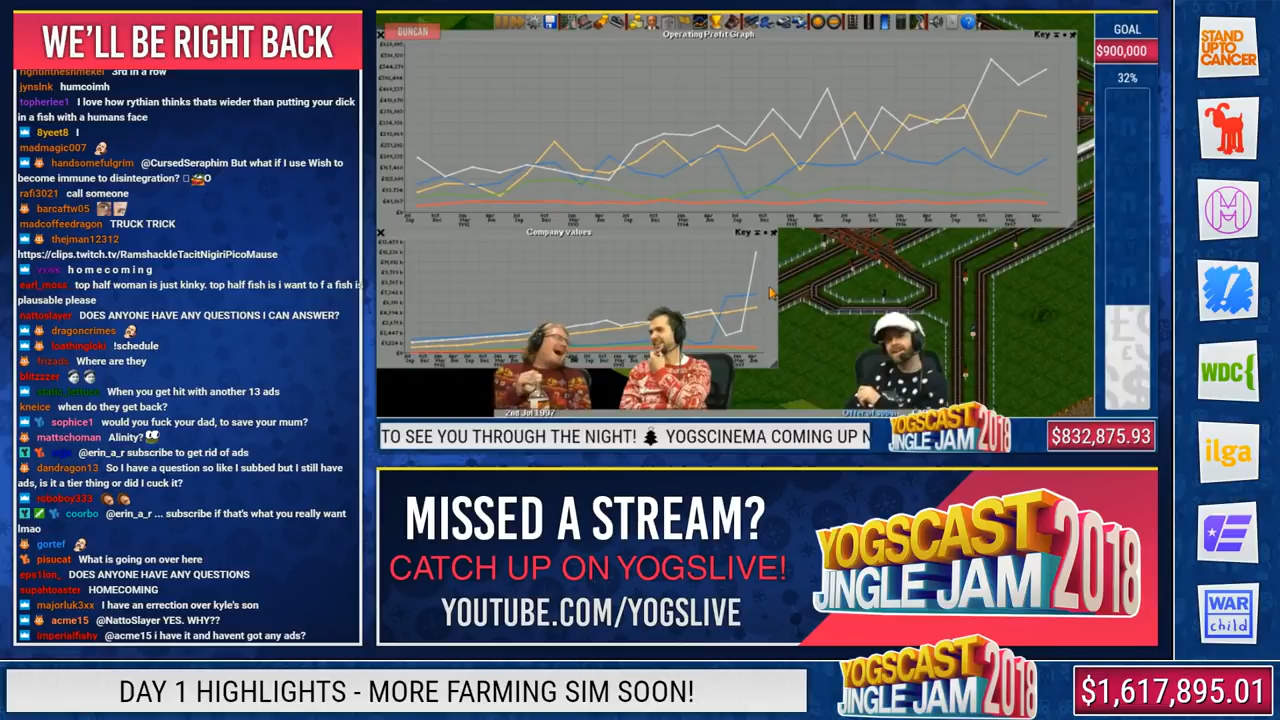 WE'LL BE RIGHT BACK
3rd in a row
jynslnk humcoimh
topherlee1 I love how rythian thinks thats wieder than putting your dick
in a fish with a humans face
8yeet8 I
madmagic007
handsomefulgrim @CursedSeraphim But what if I use Wish to
become immune to disintegration? O
rafi3021 call someone
barcaftw05
madcoffeedragon TRUCK TRICK
thejman12312
https://clips.twitch.tv/RamshackleTacitNigiriPicoMause
h o m e c o m i n g
earl_moss top half woman is just kinky. top half fish is i want to f a fish is
plausable please
nattoslayer DOES ANYONE HAVE ANY QUESTIONS I CAN ANSWER?
dragoncrimes
loathingloki !schedule
frizads Where are they
blitzzzer
static_lettuce When you get hit with another 13 ads
kneice when do they get back?
sophice1 would you fuck your dad, to save your mum?
mattschoman Alinity?
@erin_a_r subscribe to get rid of ads
dandragon13 So I have a question so like I subbed but I still have
ads, is it a tier thing or did I cuck it?
roboboy333
coorbo @erin_a_r ... subscribe if that's what you really want
lmao
gortef
pisucat What is going on over here
eps1lon_ DOES ANYONE HAVE ANY QUESTIONS
supahtoaster HOMECOMING
majorluk3xx I have an errection over kyle's son
acme15 @NattoSlayer YES. WHY??
imperialfishy @acme15 i have it and havent got any ads?
DUNCAN
Operating Profit Graph
Key
Company values
Key
2nd Jul 1997
GOAL
$900,000
32%
TO SEE YOU THROUGH THE NIGHT! YOGSCINEMA COMING UP N
YOGSCAST
JINGLE JAM 2018
$832,875.93
MISSED A STREAM?
CATCH UP ON YOGSLIVE!
YOUTUBE.COM/YOGSLIVE
YOGSCAST
JINGLE JAM 2018
STAND
UP TO
CANCER
WDC
ilga
WAR
child
DAY 1 HIGHLIGHTS - MORE FARMING SIM SOON!
YOGSCAST
JINGLE JAM 2018
$1,617,895.01